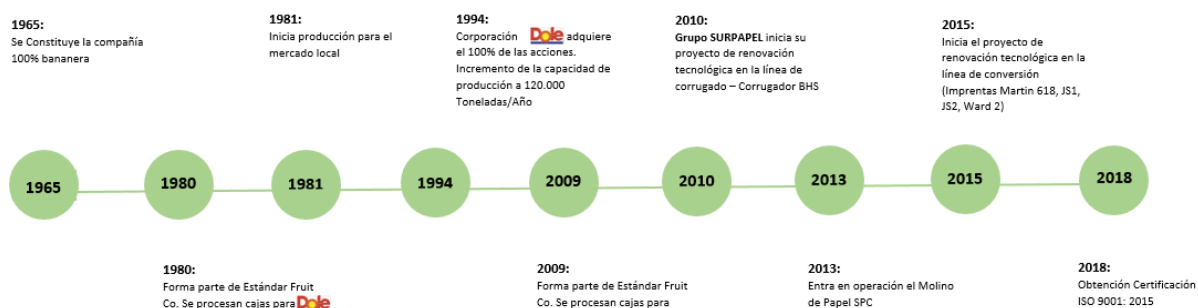 1965:
Se Constituye la compañía
100% bananera
1981:
Inicia producción para el
mercado local
1994:
Corporación Dole adquiere
el 100% de las acciones.
Incremento de la capacidad de
producción a 120.000
Toneladas/Año
2010:
Grupo SURPAPEL inicia su
proyecto de renovación
tecnológica en la línea de
corrugado – Corrugador BHS
2015:
Inicia el proyecto de
renovación tecnológica en la
línea de conversión
(Imprentas Martin 618, JS1,
JS2, Ward 2)
1965
1980
1981
1994
2009
2010
2013
2015
2018
1980:
Forma parte de Estándar Fruit
Co. Se procesan cajas para Dole
2009:
Forma parte de Estándar Fruit
Co. Se procesan cajas para
2013:
Entra en operación el Molino
de Papel SPC
2018:
Obtención Certificación
ISO 9001: 2015